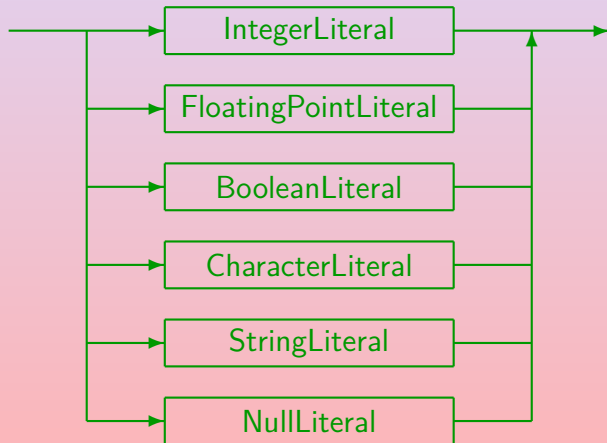 IntegerLiteral
FloatingPointLiteral
BooleanLiteral
CharacterLiteral
StringLiteral
NullLiteral